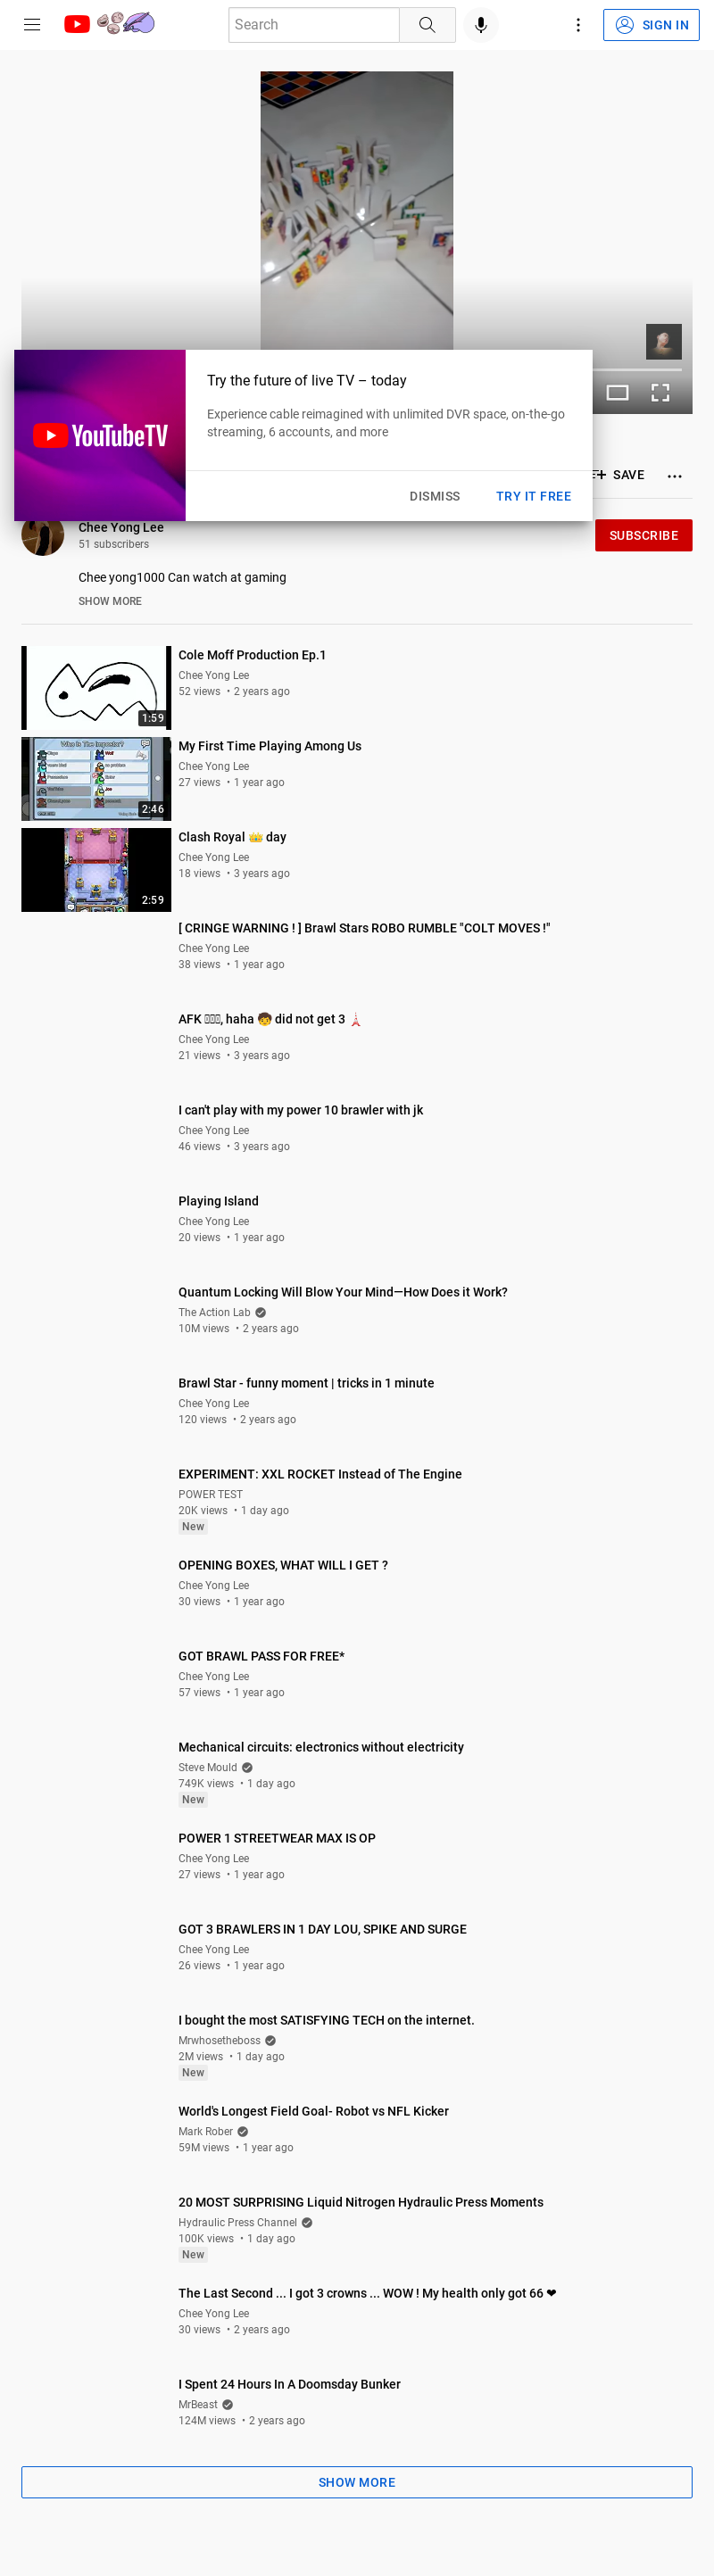 Search
SIGN IN
YouTubeTV
Try the future of live TV – today
Experience cable reimagined with unlimited DVR space, on-the-go
streaming, 6 accounts, and more
DISMISS
TRY IT FREE
SAVE
Chee Yong Lee
51 subscribers
SUBSCRIBE
Chee yong1000 Can watch at gaming
SHOW MORE
1:59
Cole Moff Production Ep.1
Chee Yong Lee
52 views • 2 years ago
2:46
My First Time Playing Among Us
Chee Yong Lee
27 views • 1 year ago
2:59
Clash Royal 👑 day
Chee Yong Lee
18 views • 3 years ago
[ CRINGE WARNING ! ] Brawl Stars ROBO RUMBLE "COLT MOVES !"
Chee Yong Lee
38 views • 1 year ago
AFK , haha 🧒 did not get 3 🗼
Chee Yong Lee
21 views • 3 years ago
I can't play with my power 10 brawler with jk
Chee Yong Lee
46 views • 3 years ago
Playing Island
Chee Yong Lee
20 views • 1 year ago
Quantum Locking Will Blow Your Mind—How Does it Work?
The Action Lab
10M views • 2 years ago
Brawl Star - funny moment | tricks in 1 minute
Chee Yong Lee
120 views • 2 years ago
EXPERIMENT: XXL ROCKET Instead of The Engine
POWER TEST
20K views • 1 day ago
New
OPENING BOXES, WHAT WILL I GET ?
Chee Yong Lee
30 views • 1 year ago
GOT BRAWL PASS FOR FREE*
Chee Yong Lee
57 views • 1 year ago
Mechanical circuits: electronics without electricity
Steve Mould
749K views • 1 day ago
New
POWER 1 STREETWEAR MAX IS OP
Chee Yong Lee
27 views • 1 year ago
GOT 3 BRAWLERS IN 1 DAY LOU, SPIKE AND SURGE
Chee Yong Lee
26 views • 1 year ago
I bought the most SATISFYING TECH on the internet.
Mrwhosetheboss
2M views • 1 day ago
New
World's Longest Field Goal- Robot vs NFL Kicker
Mark Rober
59M views • 1 year ago
20 MOST SURPRISING Liquid Nitrogen Hydraulic Press Moments
Hydraulic Press Channel
100K views • 1 day ago
New
The Last Second ... I got 3 crowns ... WOW ! My health only got 66 ❤
Chee Yong Lee
30 views • 2 years ago
I Spent 24 Hours In A Doomsday Bunker
MrBeast
124M views • 2 years ago
SHOW MORE